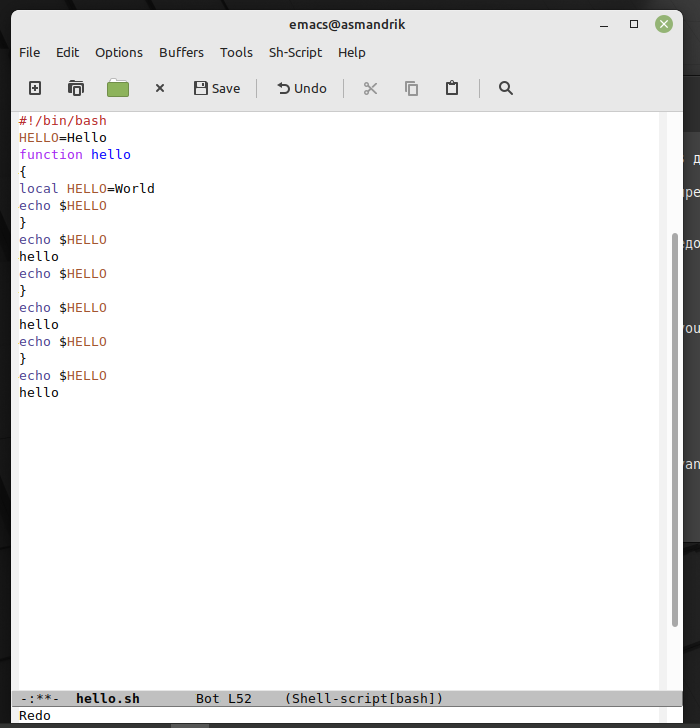 emacs@asmandrik
File Edit Options Buffers Tools Sh-Script Help
Save Undo
#!/bin/bash
HELLO=Hello
function hello
{
local HELLO=World
echo $HELLO
}
echo $HELLO
hello
echo $HELLO
}
echo $HELLO
hello
echo $HELLO
}
echo $HELLO
hello
-:**- hello.sh Bot L52 (Shell-script[bash])
Redo